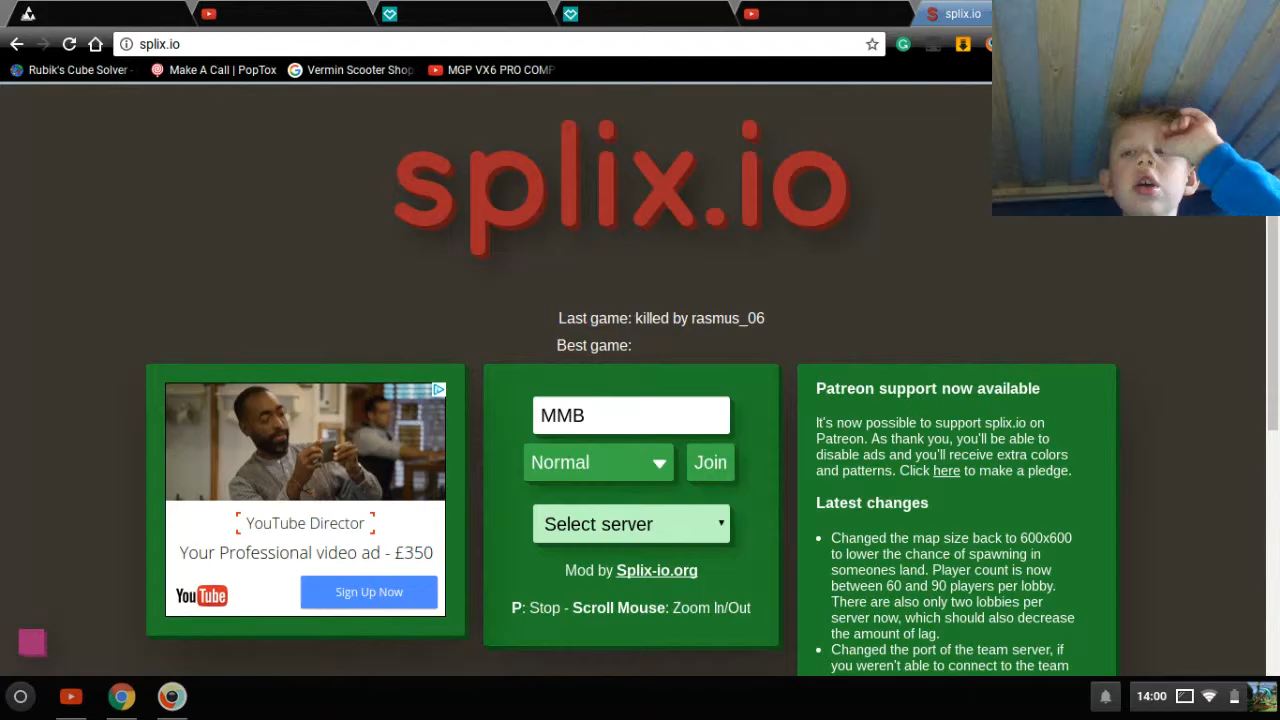 splix.io
splix.io
Rubik's Cube Solver -
Make A Call | PopTox
Vermin Scooter Shop
MGP VX6 PRO COMP
splix.io
Last game: killed by rasmus_06
Best game:
YouTube Director
Your Professional video ad - £350
YouTube
Sign Up Now
MMB
Normal
Join
Select server
Mod by Splix-io.org
P: Stop - Scroll Mouse: Zoom In/Out
Patreon support now available
It's now possible to support splix.io on
Patreon. As thank you, you'll be able to
disable ads and you'll receive extra colors
and patterns. Click here to make a pledge.
Latest changes
Changed the map size back to 600x600
to lower the chance of spawning in
someones land. Player count is now
between 60 and 90 players per lobby.
There are also only two lobbies per
server now, which should also decrease
the amount of lag.
Changed the port of the team server, if
you weren't able to connect to the team
14:00